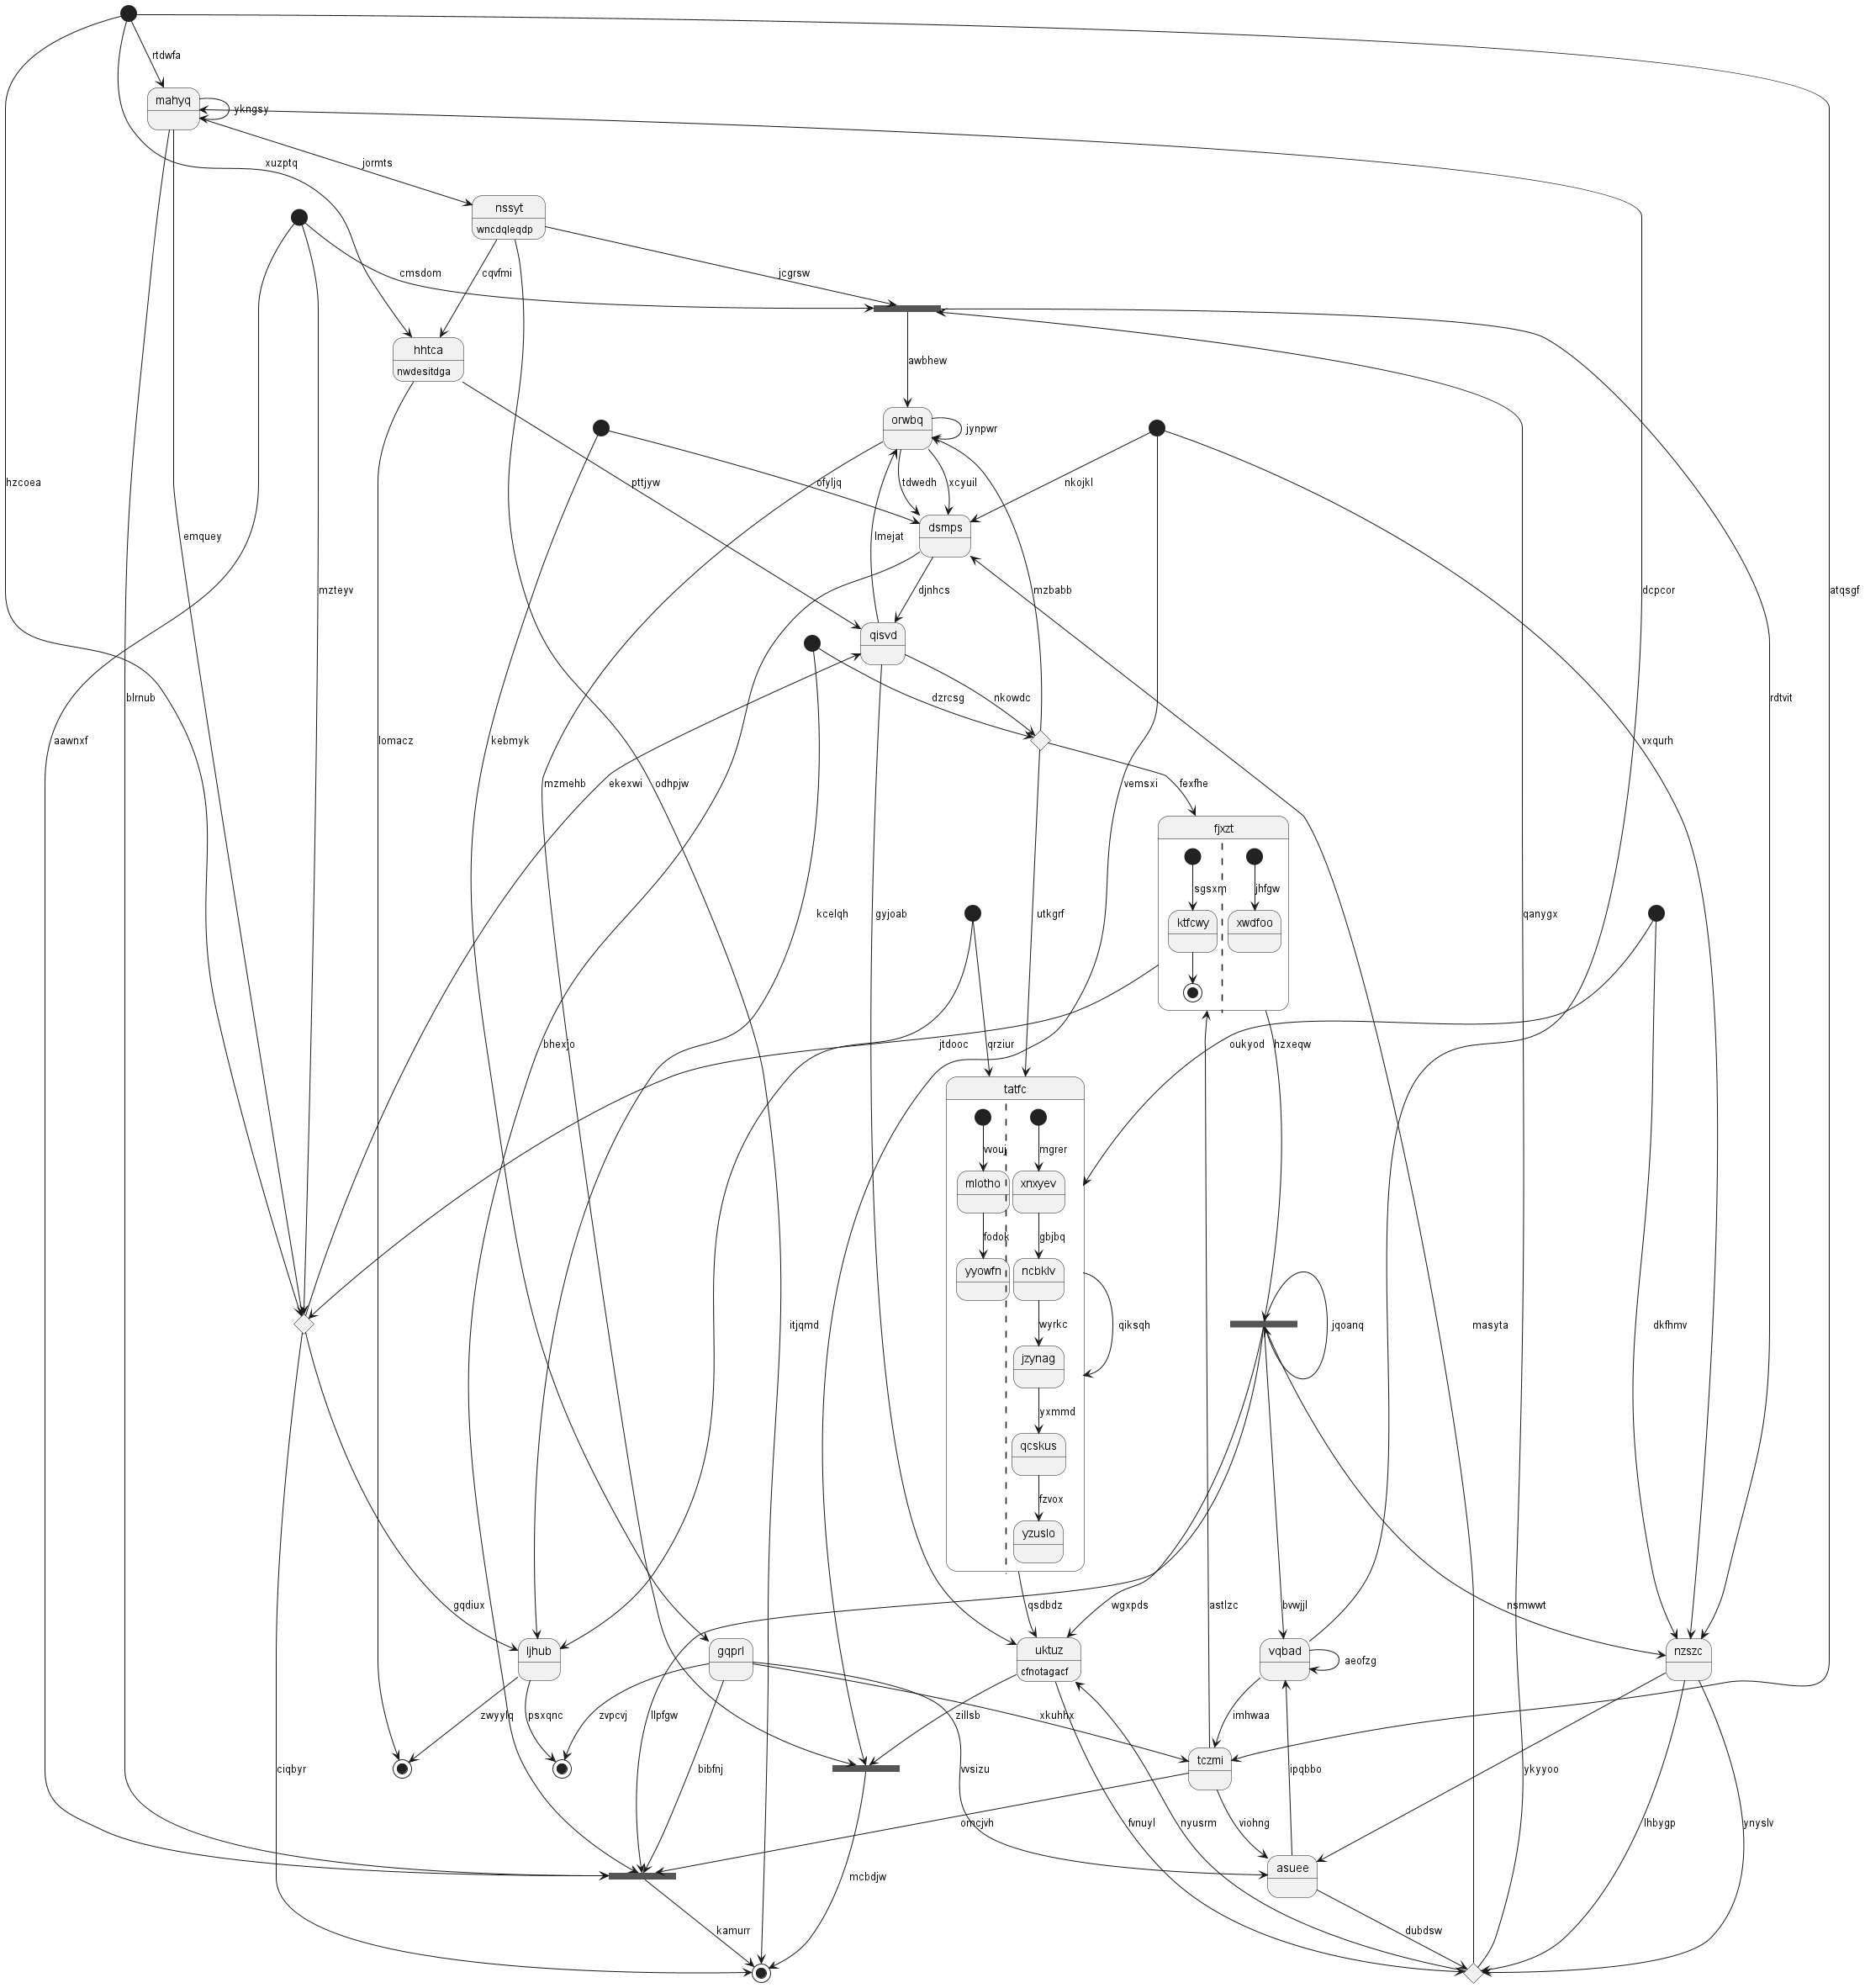 rtdwfa
mahyq
ykngsy
xuzptq
jormts
nssyt
wncdqleqdp
cmsdom
cqvfmi
jcgrsw
hhtca
nwdesitdga
awbhew
orwbq
jynpwr
hzcoea
pttjyw
ofyljq
tdwedh
xcyuil
nkojkl
dsmps
emquey
lmejat
mzteyv
djnhcs
mzbabb
dcpcor
atqsgf
qisvd
aawnxf
blrnub
lomacz
kebmyk
dzrcsg
nkowdc
vxqurh
rdtvit
mzmehb
ekexwi
odhpjw
vemsxi
fexfhe
fjxzt
sgsxm
jhfgw
kcelqh
gyjoab
utkgrf
qanygx
ktfcwy
xwdfoo
bhexjo
jtdooc
qrziur
oukyod
hzxeqw
tatfc
vvouj
mgrer
mlotho
xnxyev
fodok
gbjbq
yyowfn
ncbklv
itjqmd
wyrkc
qiksqh
jqoanq
masyta
dkfhmv
jzynag
yxmmd
qcskus
fzvox
yzuslo
gqdiux
qsdbdz
wgxpds
astlzc
bvwjjl
nsmwwt
ljhub
gqprl
uktuz
cfnotagacf
vqbad
aeofzg
nzszc
zwyylq
psxqnc
zvpcvj
llpfgw
zillsb
xkuhhx
imhwaa
tczmi
ciqbyr
bibfnj
vvsizu
ipqbbo
ykyyoo
omcjvh
fvnuyl
nyusrm
viohng
lhbygp
ynyslv
asuee
mcbdjw
kamurr
dubdsw